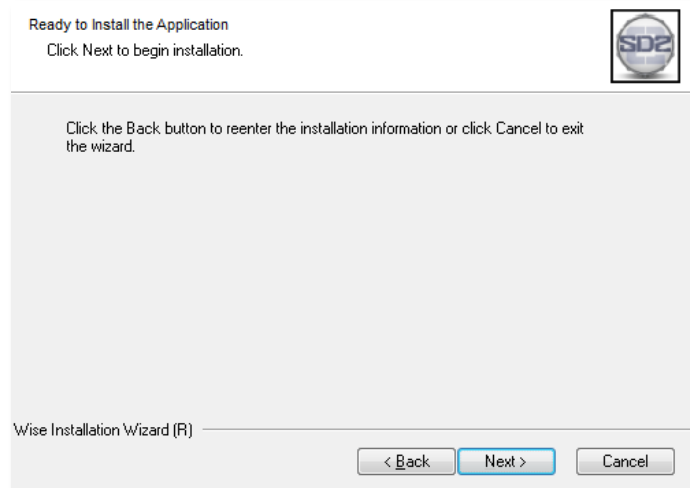 Ready to Install the Application
Click Next to begin installation.
SD2
Click the Back button to reenter the installation information or click Cancel to exit
the wizard.
Wise Installation Wizard (R)
< Back
Next >
Cancel